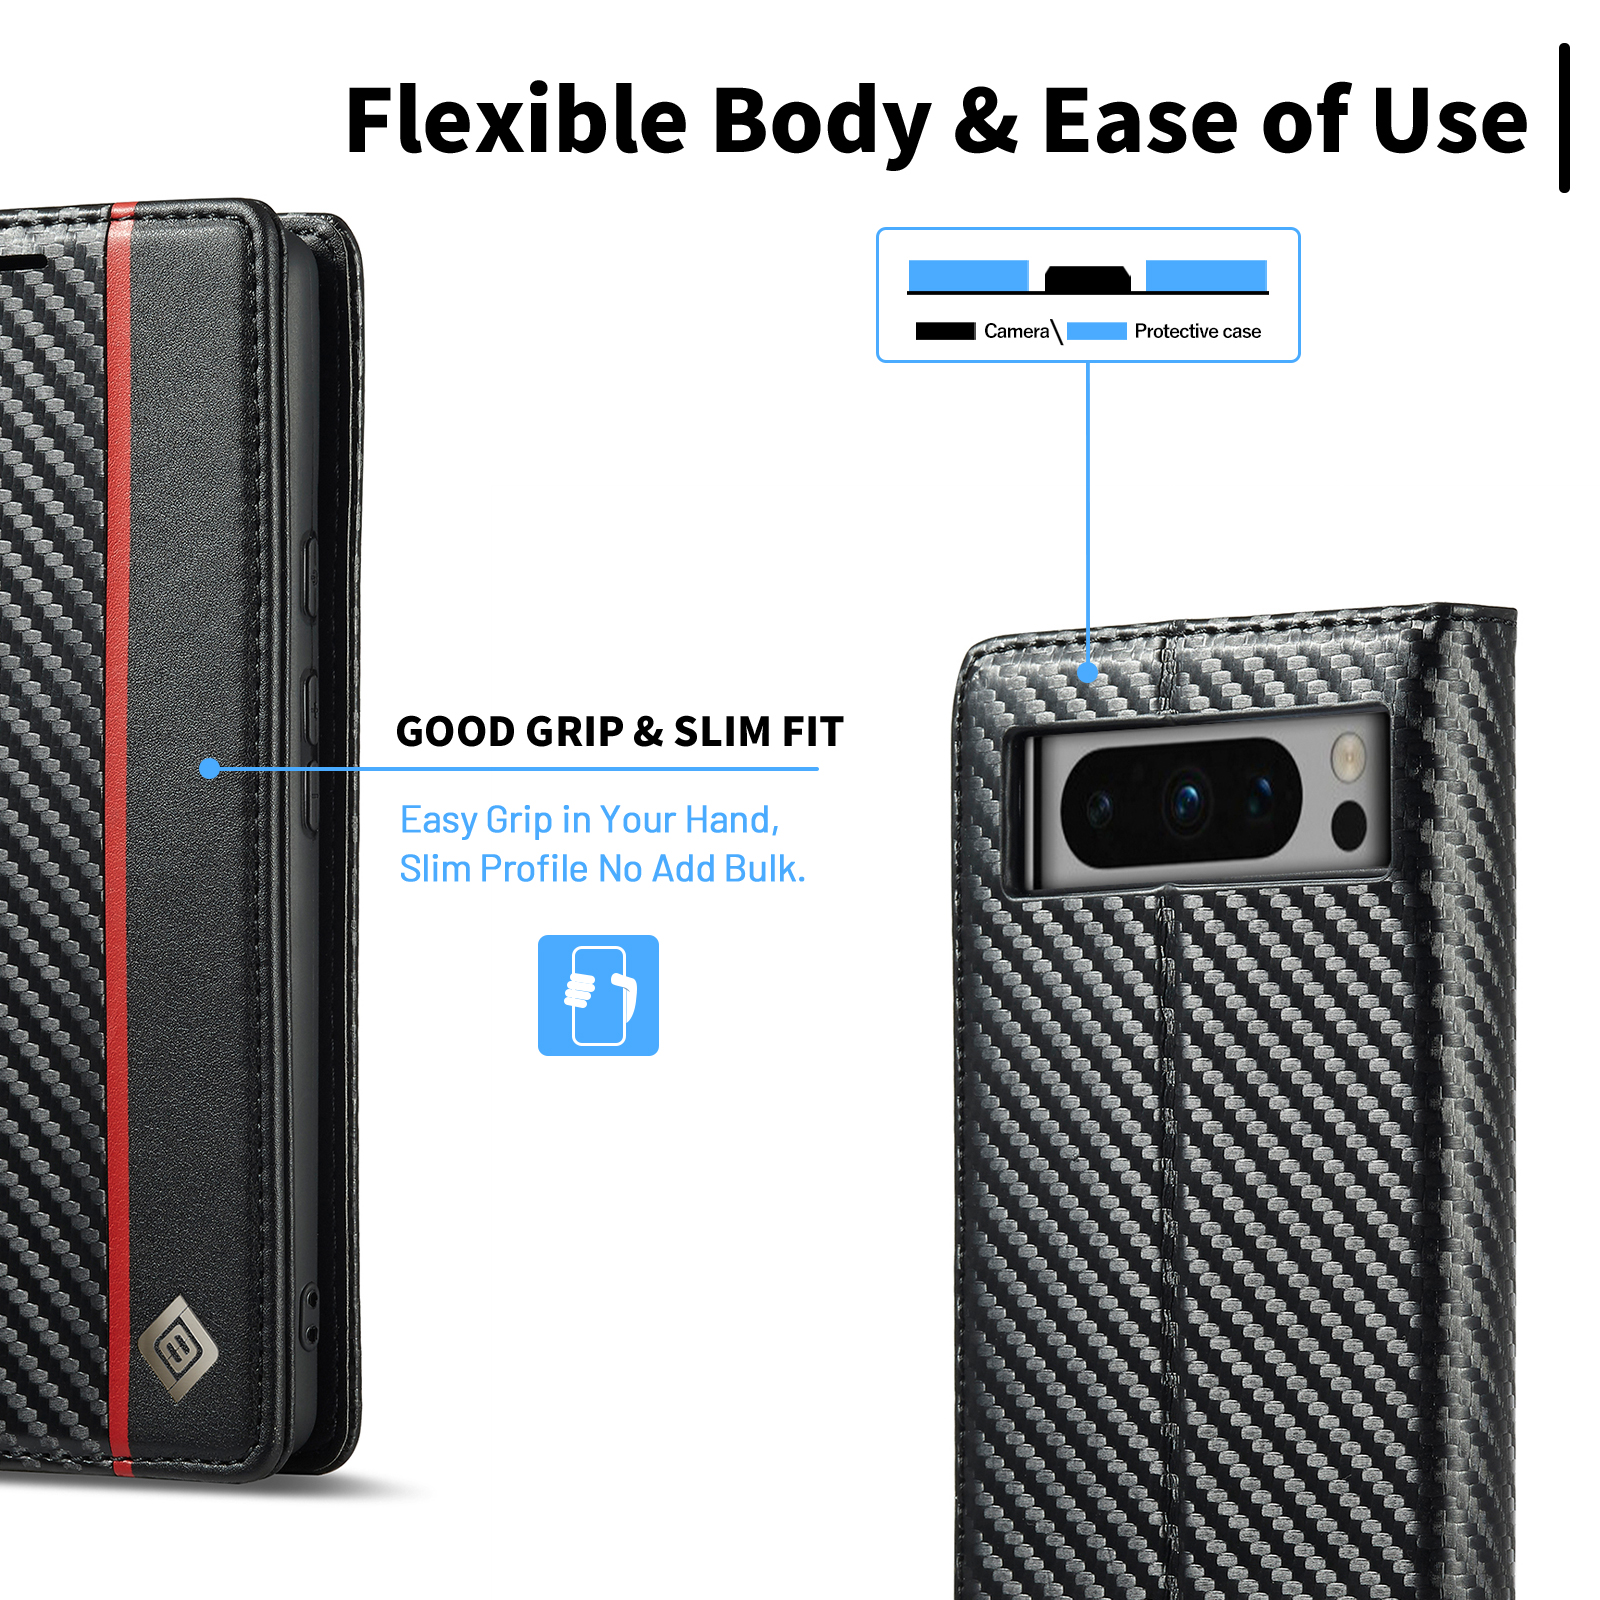 Flexible Body & Ease of Use
Camera\ Protective case
GOOD GRIP & SLIM FIT
Easy Grip in Your Hand,
Slim Profile No Add Bulk.